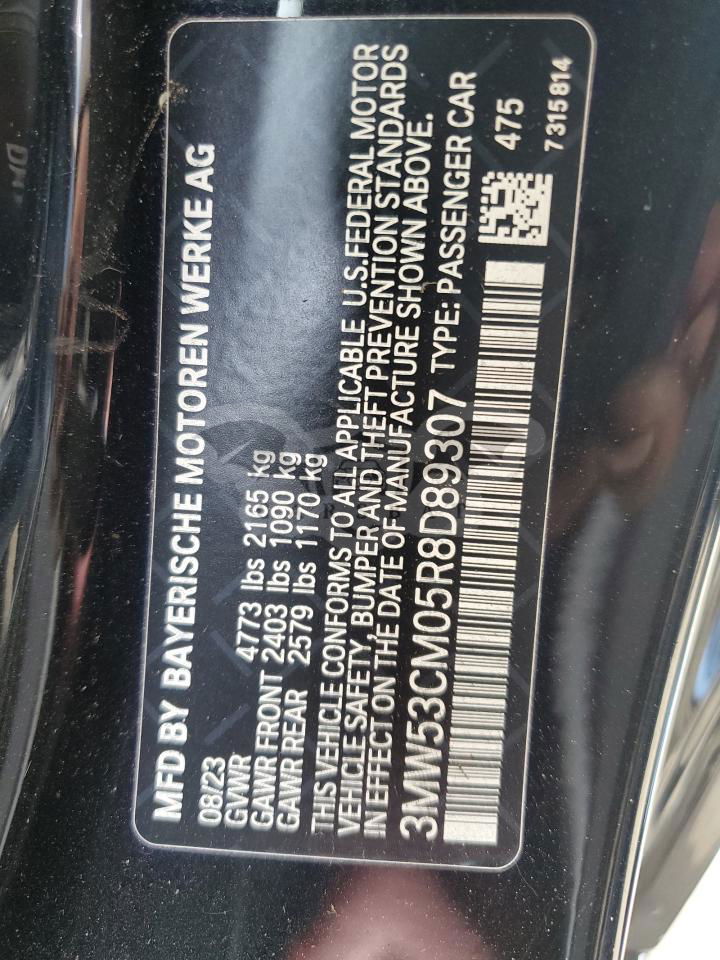 MFD BY BAYERISCHE MOTOREN WERKE AG
08/23
GVWR 4773 lbs 2165 kg
GAWR FRONT 2403 lbs 1090 kg
GAWR REAR 2579 lbs 1170 kg
THIS VEHICLE CONFORMS TO ALL APPLICABLE U.S.FEDERAL MOTOR
VEHICLE SAFETY, BUMPER AND THEFT PREVENTION STANDARDS
IN EFFECT ON THE DATE OF MANUFACTURE SHOWN ABOVE.
3MW53CM05R8D89307 TYPE: PASSENGER CAR
475
7315814